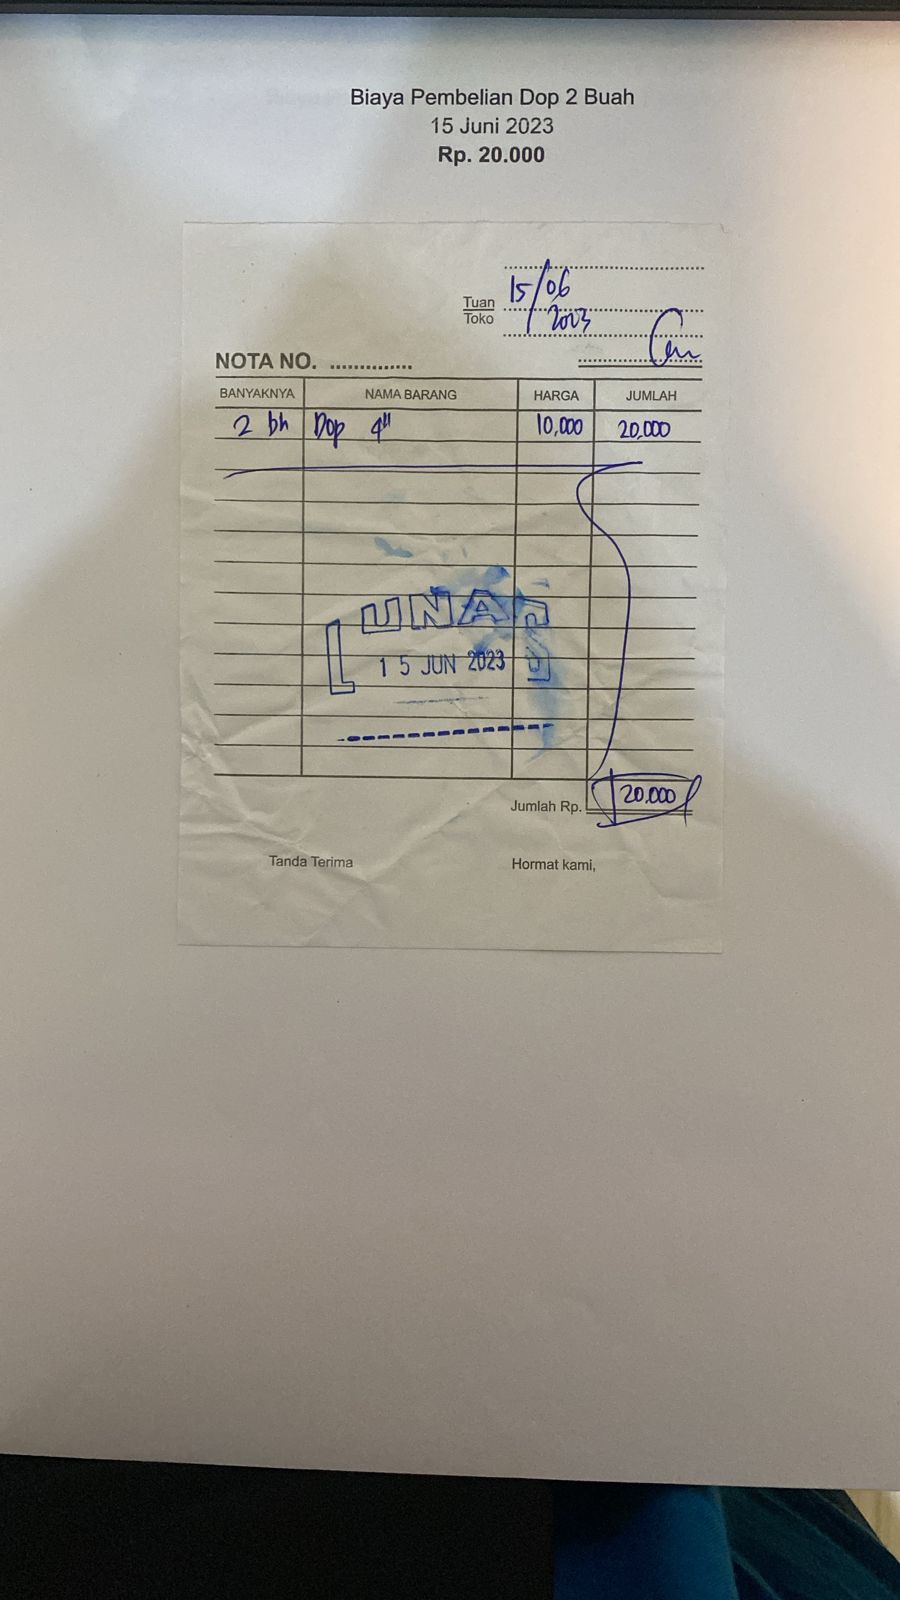 Biaya Pembelian Dop 2 Buah
15 Juni 2023
Rp. 20.000
15/06
Tuan
Toko
2023
NOTA NO. ..............
BANYAKNYA NAMA BARANG HARGA JUMLAH
2 bh Dop 4" 10,000 20.000
LUNAS
15 JUN 2023
Jumlah Rp. 20.000
Tanda Terima Hormat kami,